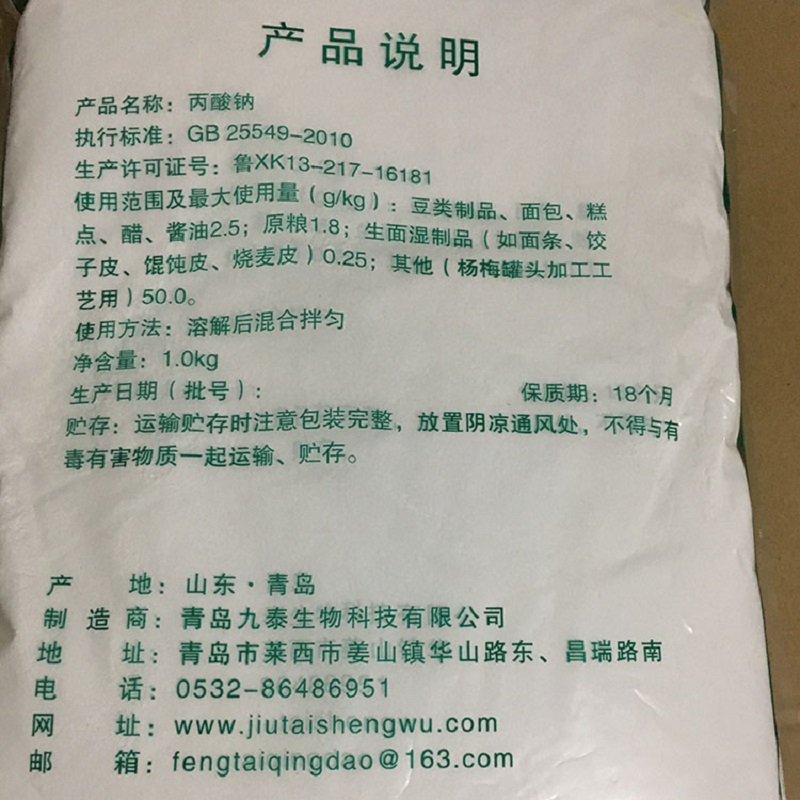 产品说明
产品名称：丙酸钠
执行标准：GB 25549-2010
生产许可证号：鲁XK13-217-16181
使用范围及最大使用量（g/kg）：豆类制品、面包、糕
点、醋、酱油2.5；原粮1.8；生面湿制品（如面条、饺
子皮、馄饨皮、烧麦皮）0.25；其他（杨梅罐头加工工
艺用）50.0。
使用方法：溶解后混合拌匀
净含量：1.0kg
生产日期（批号）： 保质期：18个月
贮存：运输贮存时注意包装完整，放置阴凉通风处，不得与有
毒有害物质一起运输、贮存。
产 地：山东·青岛
制 造 商：青岛九泰生物科技有限公司
地 址：青岛市莱西市姜山镇华山路东、昌瑞路南
电 话：0532-86486951
网 址：www.jiutaishengwu.com
邮 箱：fengtaiqingdao@163.com